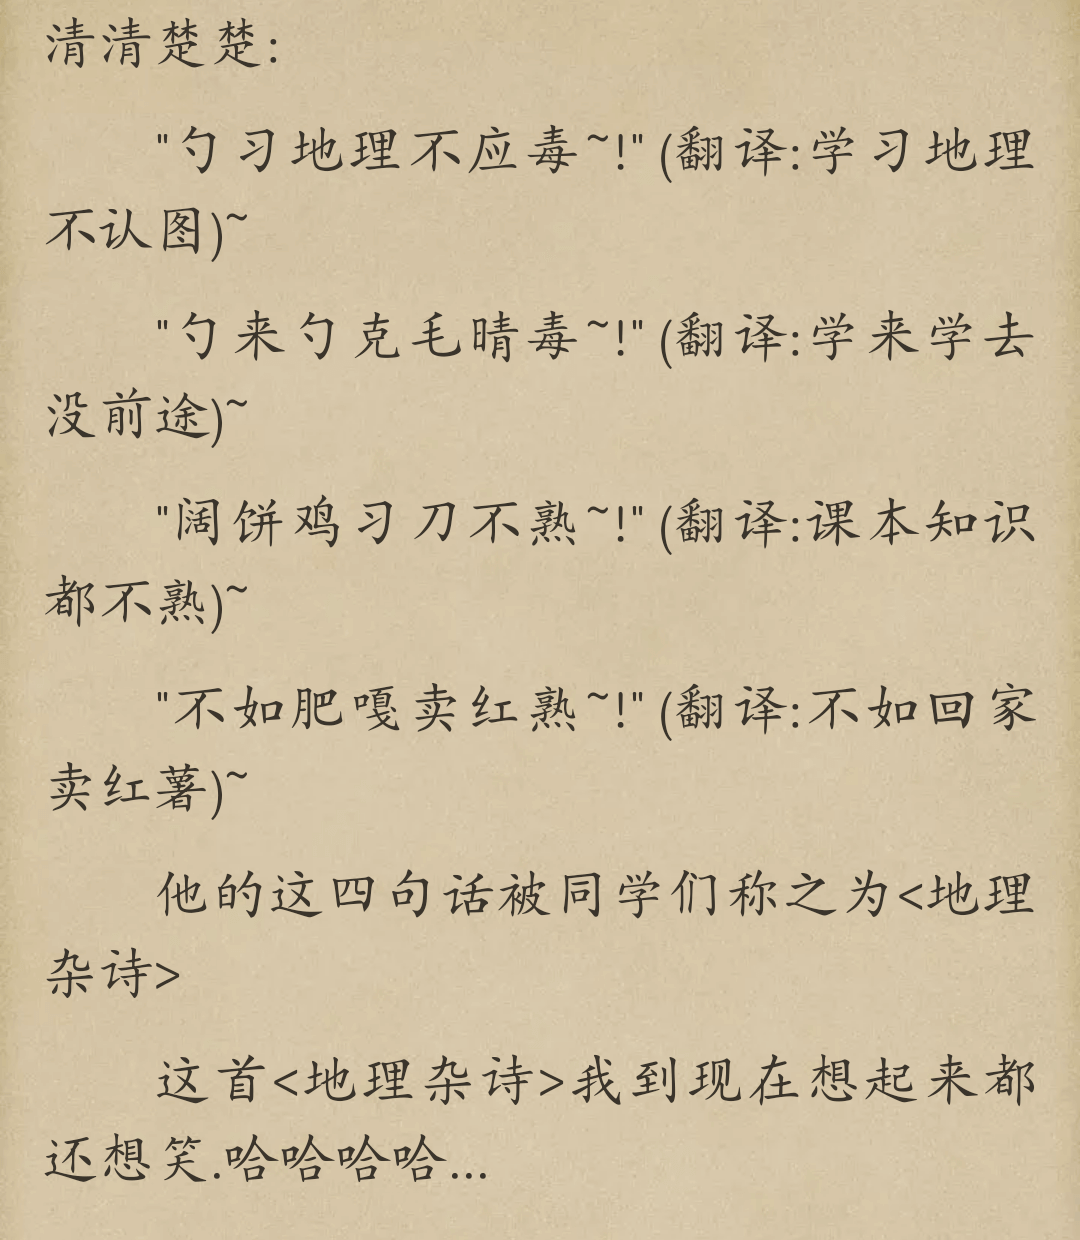 清清楚楚:
"勺习地理不应毒~!"(翻译:学习地理
不认图)~
"勺来勺克毛晴毒~!"(翻译:学来学去
没前途)~
"阔饼鸡习刀不熟~!"(翻译:课本知识
都不熟)~
"不如肥嘎卖红熟~!"(翻译:不如回家
卖红薯)~
他的这四句话被同学们称之为<地理
杂诗>
这首<地理杂诗>我到现在想起来都
还想笑.哈哈哈哈...